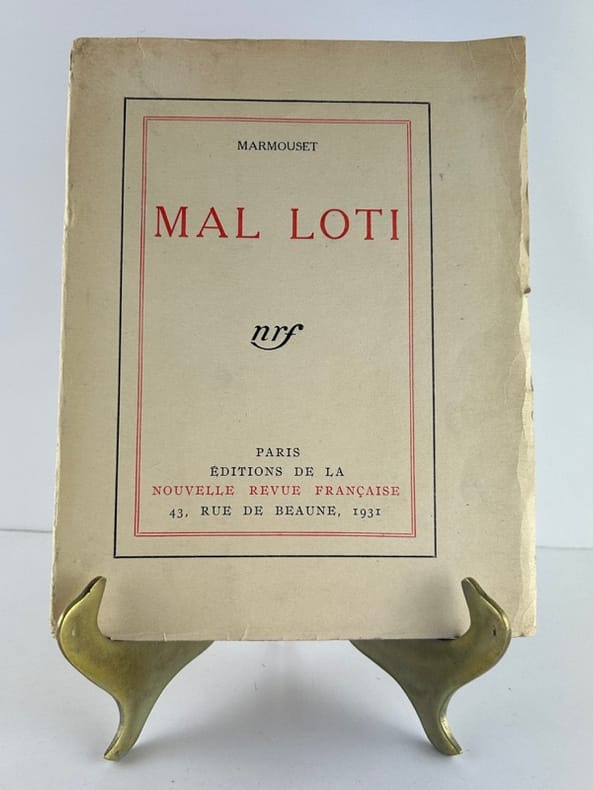 MARMOUSET
MAL LOTI
nrf
PARIS
ÉDITIONS DE LA
NOUVELLE REVUE FRANÇAISE
43, RUE DE BEAUNE, 1931